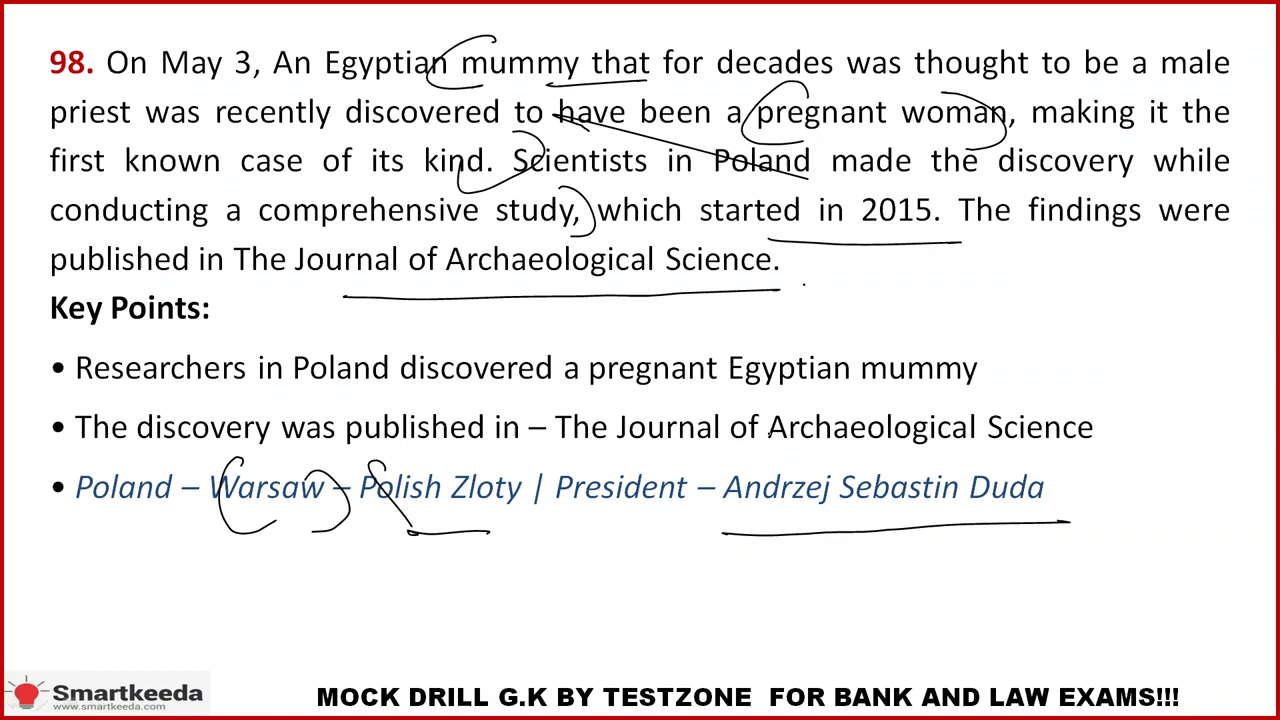 98. On May 3, An Egyptian mummy that for decades was thought to be a male
priest was recently discovered to have been a pregnant woman, making it the
first known case of its kind. Scientists in Poland made the discovery while
conducting a comprehensive study, which started in 2015. The findings were
published in The Journal of Archaeological Science.
Key Points:
• Researchers in Poland discovered a pregnant Egyptian mummy
• The discovery was published in – The Journal of Archaeological Science
• Poland – Warsaw – Polish Zloty | President – Andrzej Sebastin Duda
Smartkeeda
www.smartkeeda.com
MOCK DRILL G.K BY TESTZONE FOR BANK AND LAW EXAMS!!!